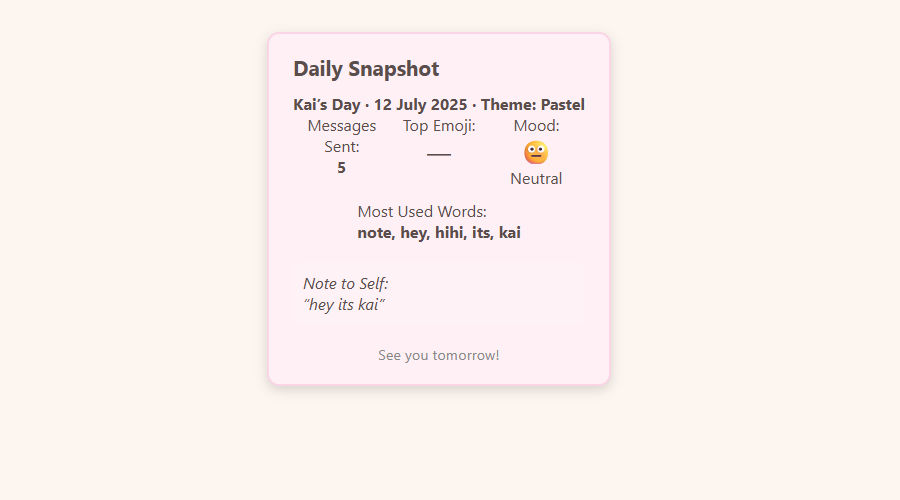 Daily Snapshot
Kai’s Day · 12 July 2025 · Theme: Pastel
Messages Sent:
5
Top Emoji:
—
Mood:
😐
Neutral
Most Used Words:
note, hey, hihi, its, kai
Note to Self:
“hey its kai”
See you tomorrow!